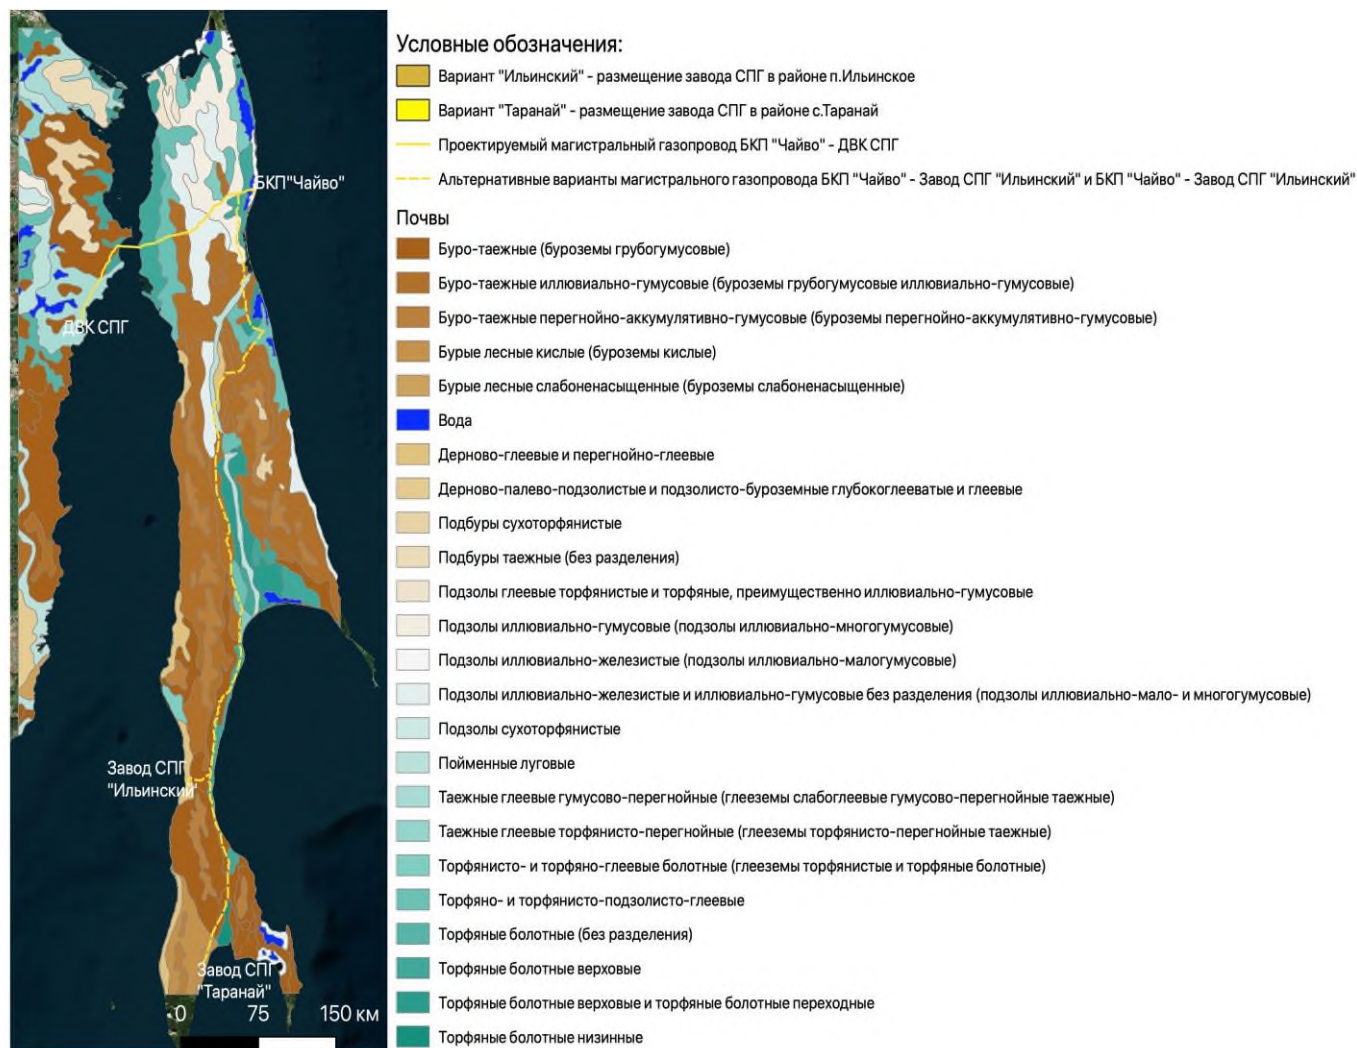 БКП"Чайво"
ДВК СПГ
Завод СПГ
"Ильинский"
Завод СПГ
"Таранай"
0 75 150 км
Условные обозначения:
Вариант "Ильинский" - размещение завода СПГ в районе п.Ильинское
Вариант "Таранай" - размещение завода СПГ в районе с.Таранай
Проектируемый магистральный газопровод БКП "Чайво" - ДВК СПГ
Альтернативные варианты магистрального газопровода БКП "Чайво" - Завод СПГ "Ильинский" и БКП "Чайво" - Завод СПГ "Ильинский"
Почвы
Буро-таежные (буроземы грубогумусовые)
Буро-таежные иллювиально-гумусовые (буроземы грубогумусовые иллювиально-гумусовые)
Буро-таежные перегнойно-аккумулятивно-гумусовые (буроземы перегнойно-аккумулятивно-гумусовые)
Бурые лесные кислые (буроземы кислые)
Бурые лесные слабоненасыщенные (буроземы слабоненасыщенные)
Вода
Дерново-глеевые и перегнойно-глеевые
Дерново-палево-подзолистые и подзолисто-буроземные глубокоглееватые и глеевые
Подбуры сухоторфянистые
Подбуры таежные (без разделения)
Подзолы глеевые торфянистые и торфяные, преимущественно иллювиально-гумусовые
Подзолы иллювиально-гумусовые (подзолы иллювиально-многогумусовые)
Подзолы иллювиально-железистые (подзолы иллювиально-малогумусовые)
Подзолы иллювиально-железистые и иллювиально-гумусовые без разделения (подзолы иллювиально-мало- и многогумусовые)
Подзолы сухоторфянистые
Пойменные луговые
Таежные глеевые гумусово-перегнойные (глееземы слабоглеевые гумусово-перегнойные таежные)
Таежные глеевые торфянисто-перегнойные (глееземы торфянисто-перегнойные таежные)
Торфянисто- и торфяно-глеевые болотные (глееземы торфянистые и торфяные болотные)
Торфяно- и торфянисто-подзолисто-глеевые
Торфяные болотные (без разделения)
Торфяные болотные верховые
Торфяные болотные верховые и торфяные болотные переходные
Торфяные болотные низинные